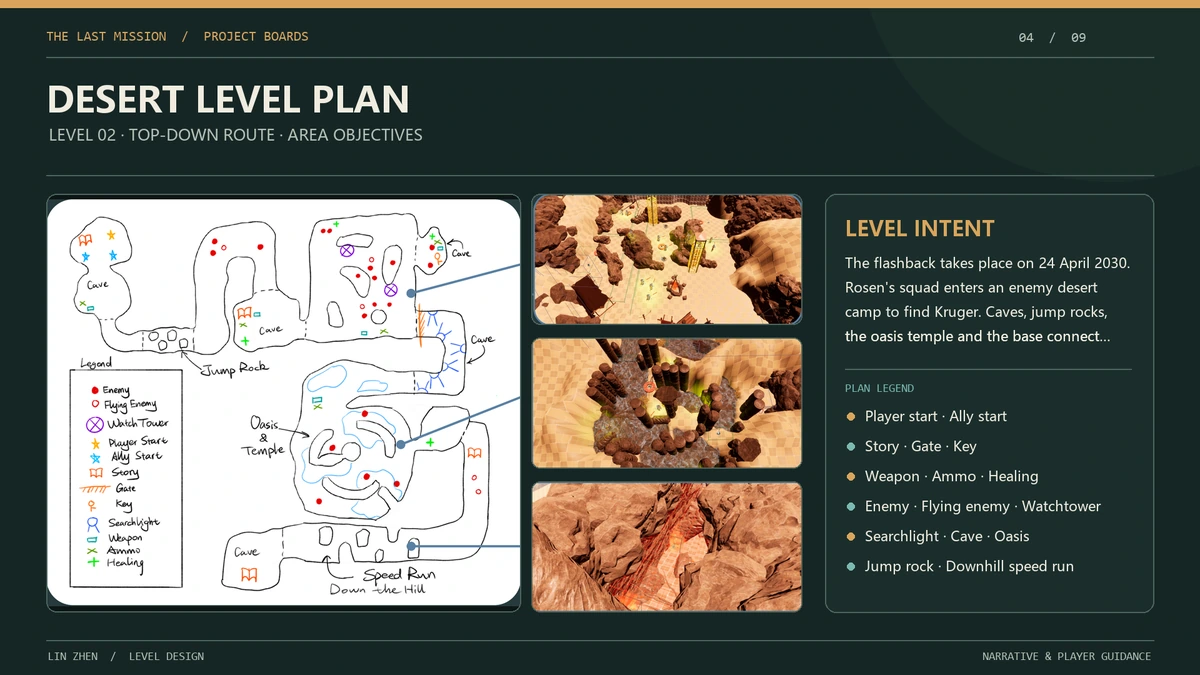 THE LAST MISSION / PROJECT BOARDS
04 / 09
DESERT LEVEL PLAN
LEVEL 02 · TOP-DOWN ROUTE · AREA OBJECTIVES
Cave
Cave
Cave
Cave
Jump Rock
Legend
Enemy
Flying Enemy
Watch Tower
Player Start
Ally Start
Story
Gate
Key
Searchlight
Weapon
Ammo
Healing
Oasis
&
Temple
Cave
Speed Run
Down the Hill
LEVEL INTENT
The flashback takes place on 24 April 2030.
Rosen's squad enters an enemy desert
camp to find Kruger. Caves, jump rocks,
the oasis temple and the base connect...
PLAN LEGEND
Player start · Ally start
Story · Gate · Key
Weapon · Ammo · Healing
Enemy · Flying enemy · Watchtower
Searchlight · Cave · Oasis
Jump rock · Downhill speed run
LIN ZHEN / LEVEL DESIGN
NARRATIVE & PLAYER GUIDANCE